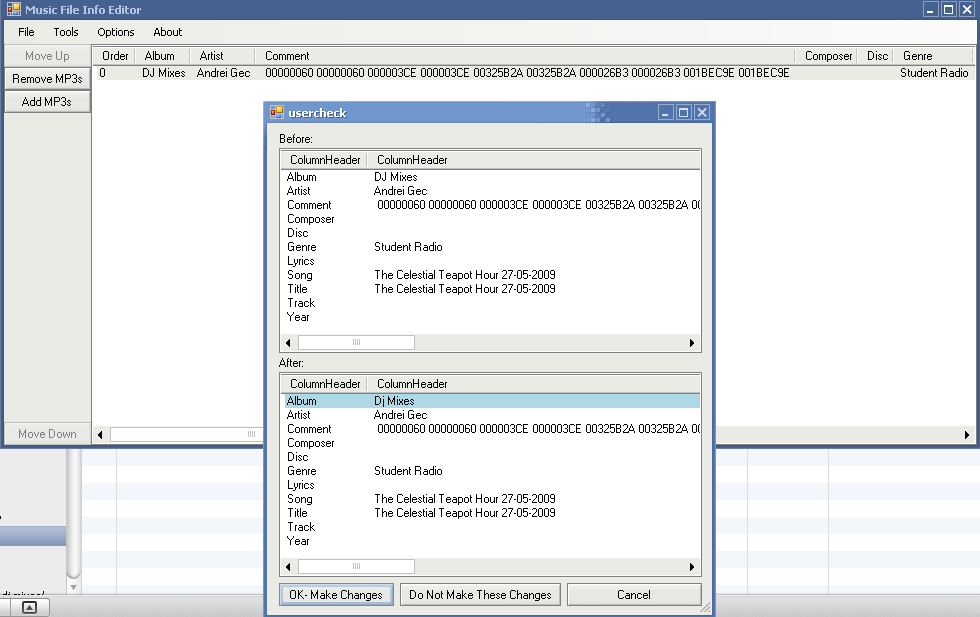 Music File Info Editor
File Tools Options About
Move Up
Remove MP3s
Add MP3s
Move Down
Order Album Artist Comment Composer Disc Genre
0 DJ Mixes Andrei Gec 00000060 00000060 000003CE 000003CE 00325B2A 00325B2A 000026B3 000026B3 001BEC9E 001BEC9E Student Radio
usercheck
Before:
ColumnHeader ColumnHeader
Album DJ Mixes
Artist Andrei Gec
Comment 00000060 00000060 000003CE 000003CE 00325B2A 00325B2A 00
Composer
Disc
Genre Student Radio
Lyrics
Song The Celestial Teapot Hour 27-05-2009
Title The Celestial Teapot Hour 27-05-2009
Track
Year
After:
ColumnHeader ColumnHeader
Album Dj Mixes
Artist Andrei Gec
Comment 00000060 00000060 000003CE 000003CE 00325B2A 00325B2A 00
Composer
Disc
Genre Student Radio
Lyrics
Song The Celestial Teapot Hour 27-05-2009
Title The Celestial Teapot Hour 27-05-2009
Track
Year
OK- Make Changes Do Not Make These Changes Cancel